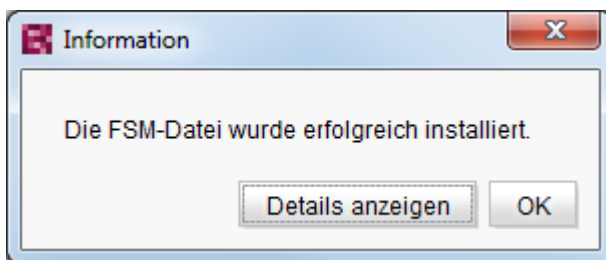 Information
Die FSM-Datei wurde erfolgreich installiert.
Details anzeigen
OK